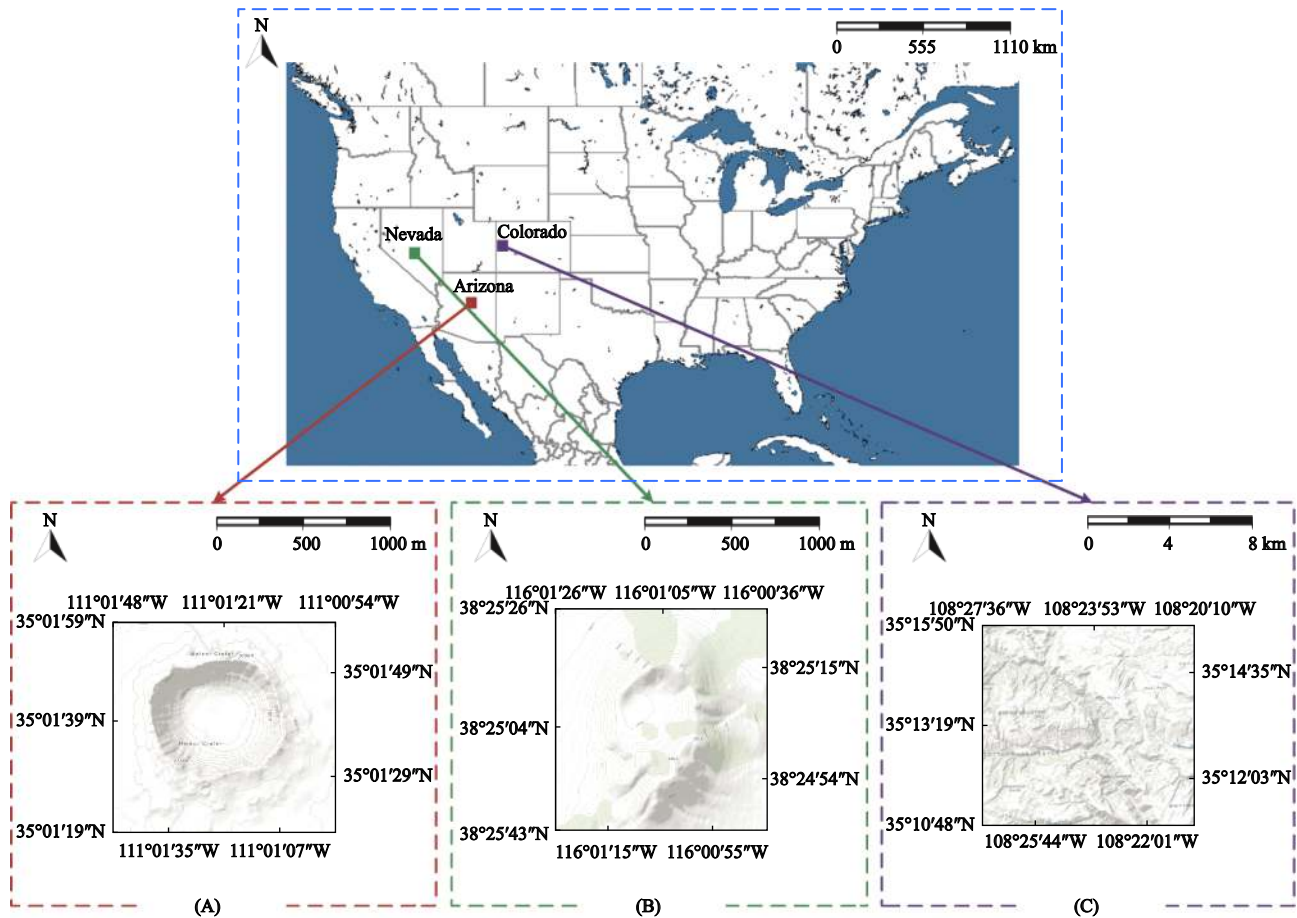 N
0 555 1110 km
Nevada
Colorado
Arizona
N
0 500 1000 m
111°01′48″W 111°01′21″W 111°00′54″W
35°01′59″N
35°01′49″N
35°01′39″N
35°01′29″N
35°01′19″N
111°01′35″W 111°01′07″W
(A)
N
0 500 1000 m
116°01′26″W 116°01′05″W 116°00′36″W
38°25′26″N
38°25′15″N
38°25′04″N
38°24′54″N
38°25′43″N
116°01′15″W 116°00′55″W
(B)
N
0 4 8 km
108°27′36″W 108°23′53″W 108°20′10″W
35°15′50″N
35°14′35″N
35°13′19″N
35°12′03″N
35°10′48″N
108°25′44″W 108°22′01″W
(C)